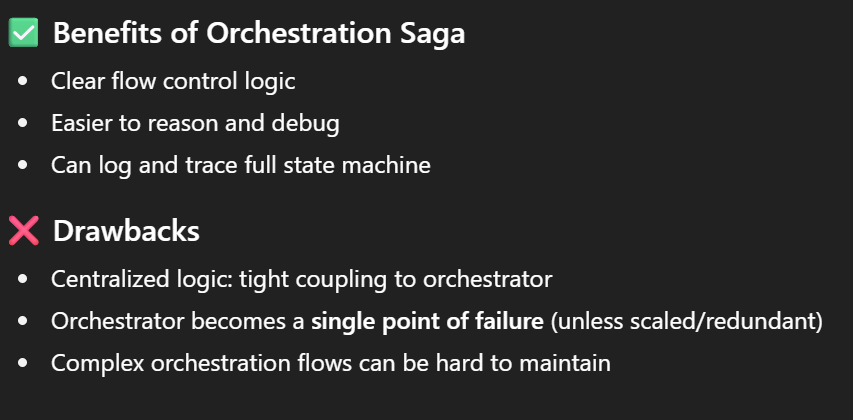 ✅ Benefits of Orchestration Saga
• Clear flow control logic
• Easier to reason and debug
• Can log and trace full state machine
❌ Drawbacks
• Centralized logic: tight coupling to orchestrator
• Orchestrator becomes a single point of failure (unless scaled/redundant)
• Complex orchestration flows can be hard to maintain